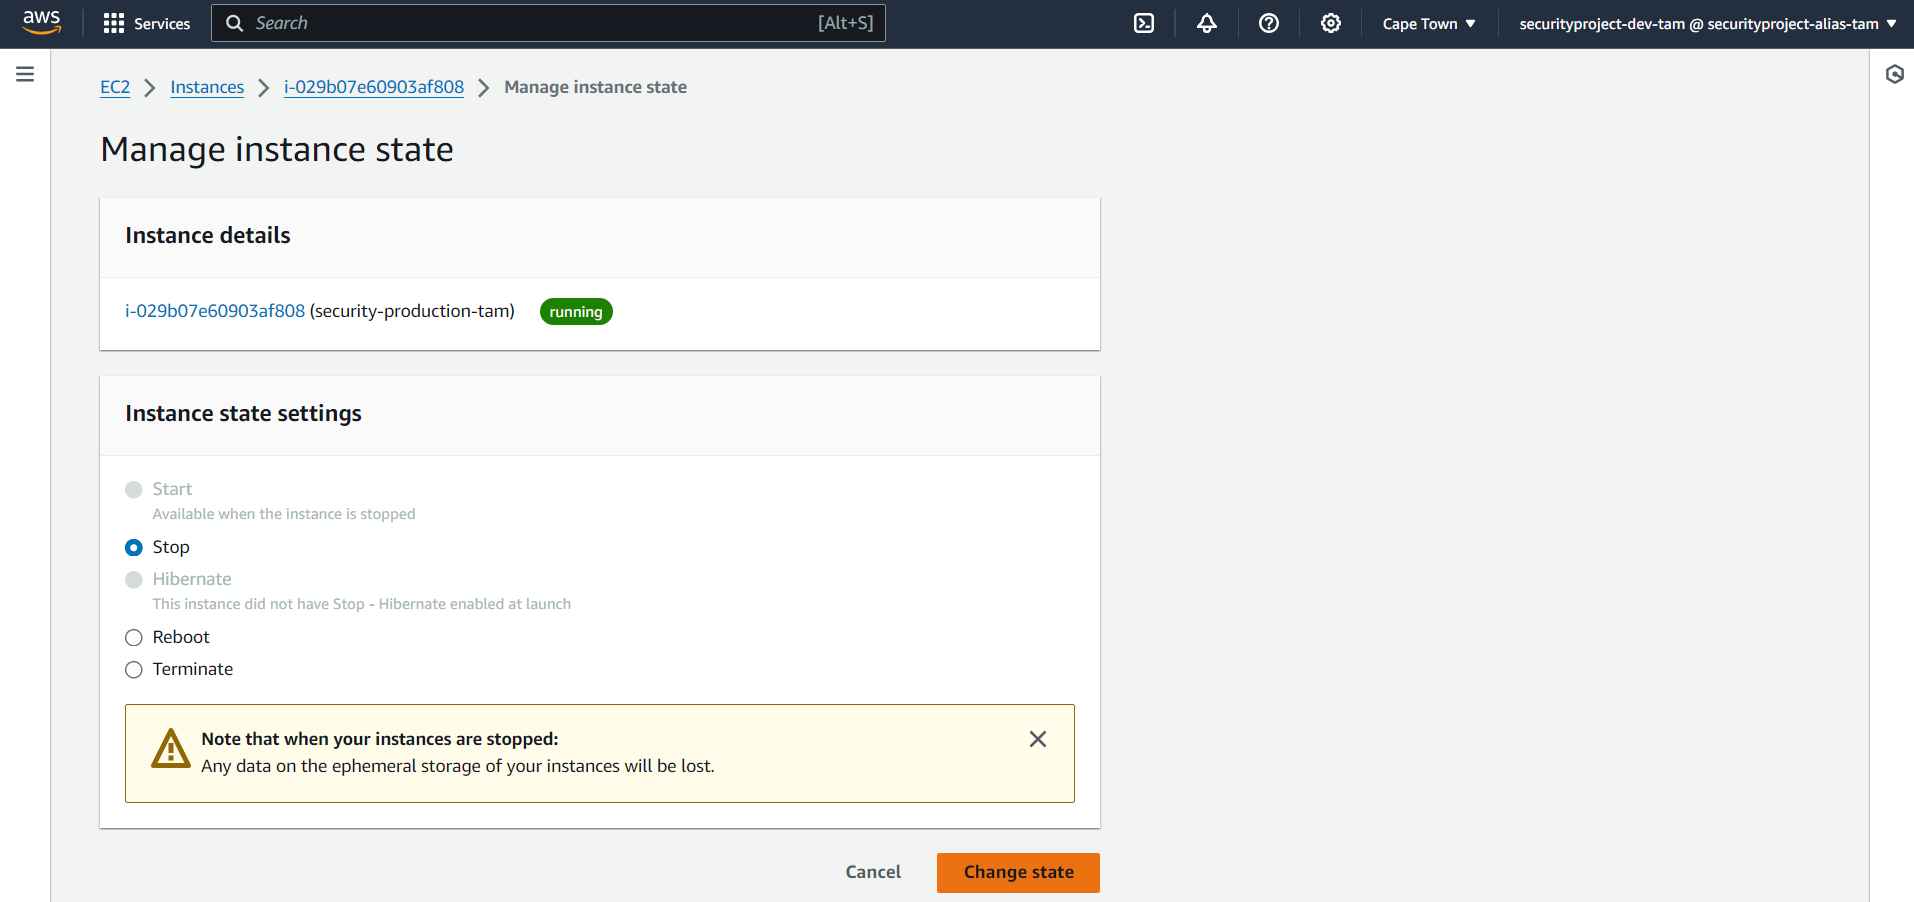 aws Services Search [Alt+S] Cape Town securityproject-dev-tam @ securityproject-alias-tam
EC2 Instances i-029b07e60903af808 Manage instance state
Manage instance state
Instance details
i-029b07e60903af808 (security-production-tam) running
Instance state settings
Start
Available when the instance is stopped
Stop
Hibernate
This instance did not have Stop - Hibernate enabled at launch
Reboot
Terminate
Note that when your instances are stopped:
Any data on the ephemeral storage of your instances will be lost.
Cancel Change state